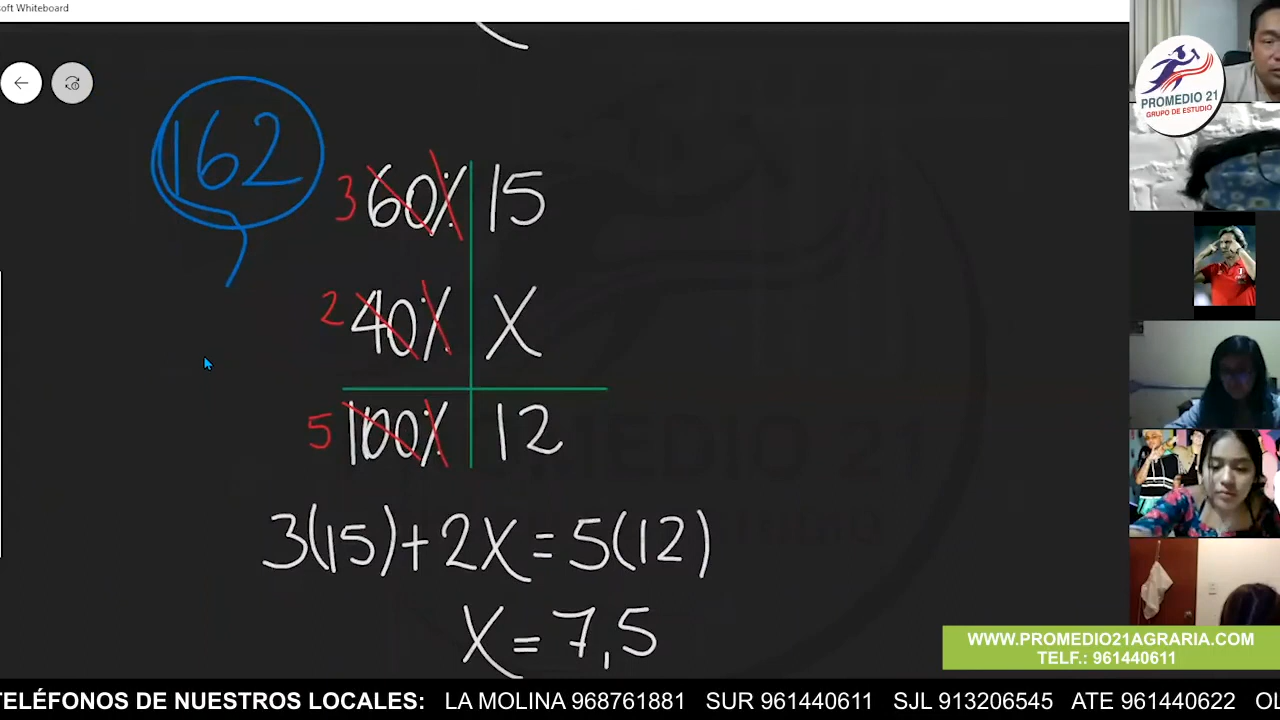 soft Whiteboard
162
3 60% 15
2 40% X
5 100% 12
3(15)+2X=5(12)
X=7,5
PROMEDIO 21
GRUPO DE ESTUDIO
WWW.PROMEDIO21AGRARIA.COM
TELF.: 961440611
TELÉFONOS DE NUESTROS LOCALES: LA MOLINA 968761881 SUR 961440611 SJL 913206545 ATE 961440622 OL